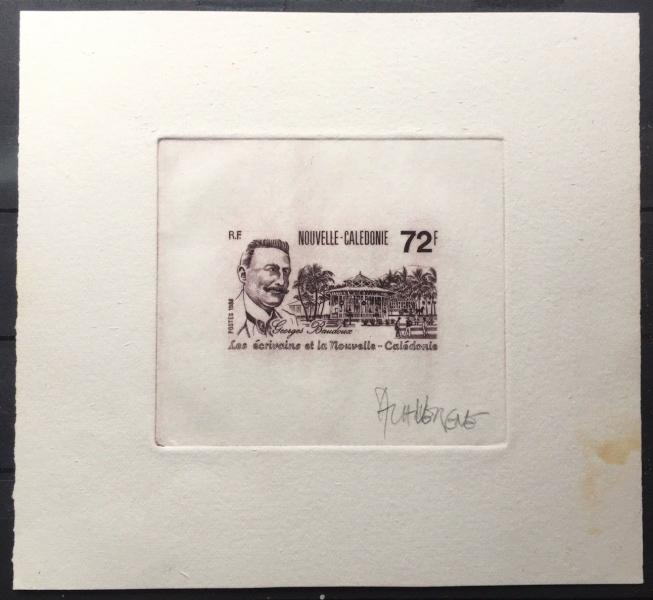 R.F.
NOUVELLE-CALEDONIE 72F
POSTES 1988
Georges Baudoux
Les écrivains et la Nouvelle-Calédonie